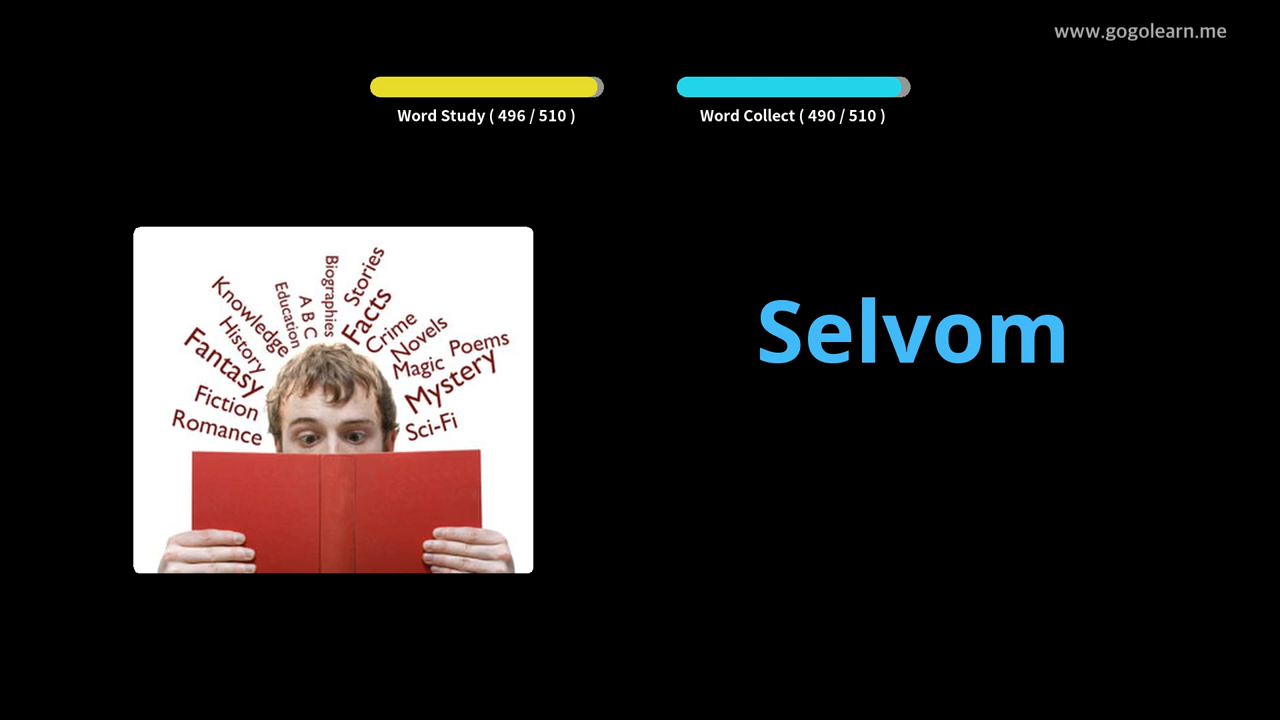 www.gogolearn.me
Word Study ( 496 / 510 )
Word Collect ( 490 / 510 )
Selvom
Romance
Fiction
Fantasy
History
Knowledge
Education
A B C
Biographies
Stories
Facts
Crime
Novels
Magic
Poems
Mystery
Sci-Fi